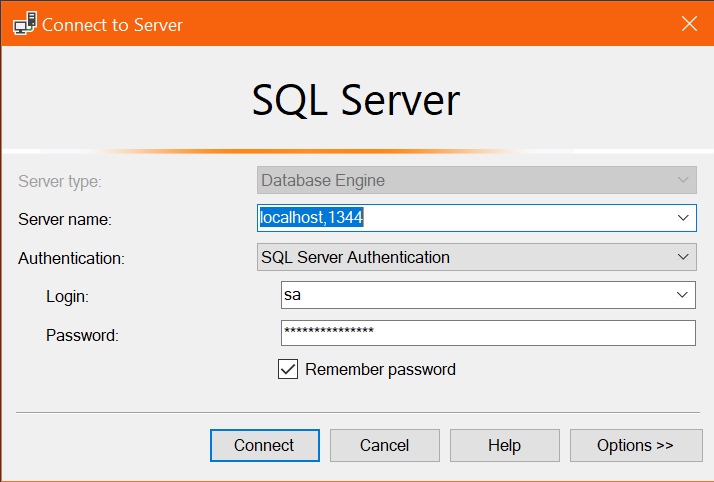 Connect to Server
SQL Server
Server type: Database Engine
Server name: localhost,1344
Authentication: SQL Server Authentication
Login: sa
Password: ***************
Remember password
Connect Cancel Help Options >>